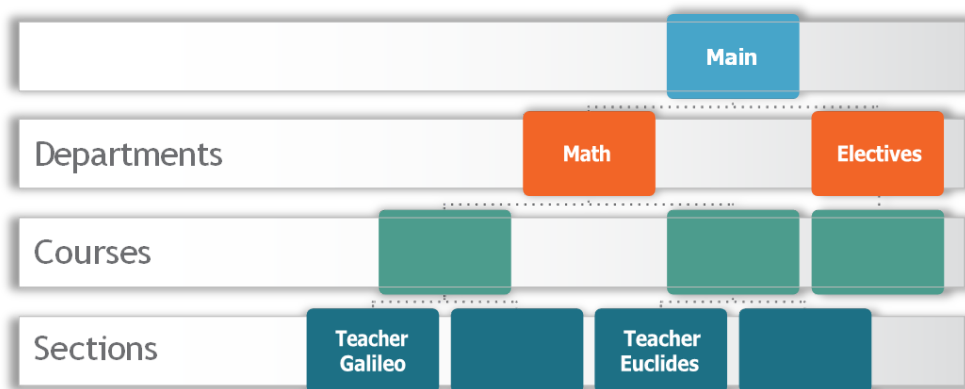 Main
Departments
Math
Electives
Courses
Sections
Teacher
Galileo
Teacher
Euclides